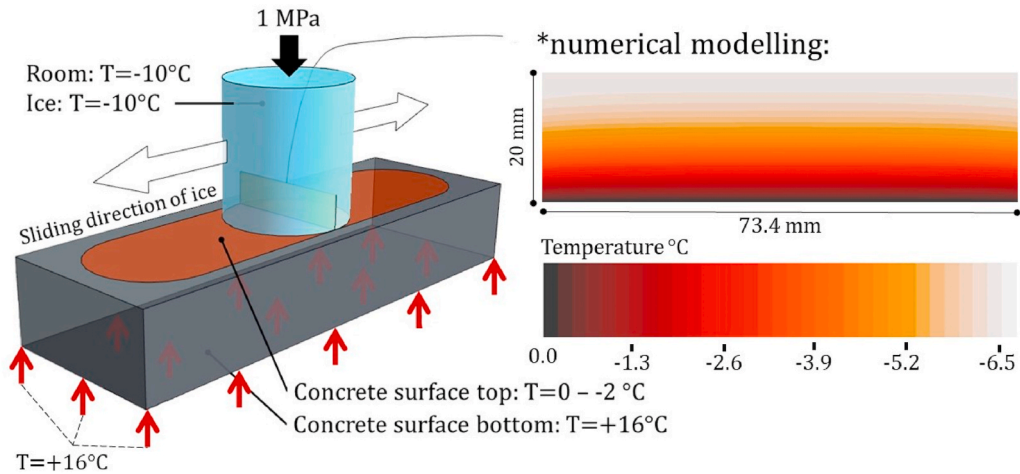 1 MPa
Room: T=-10°C
Ice: T=-10°C
Sliding direction of ice
Concrete surface top: T=0 – -2 °C
Concrete surface bottom: T=+16°C
T=+16°C
*numerical modelling:
20 mm
73.4 mm
Temperature °C
0.0 -1.3 -2.6 -3.9 -5.2 -6.5